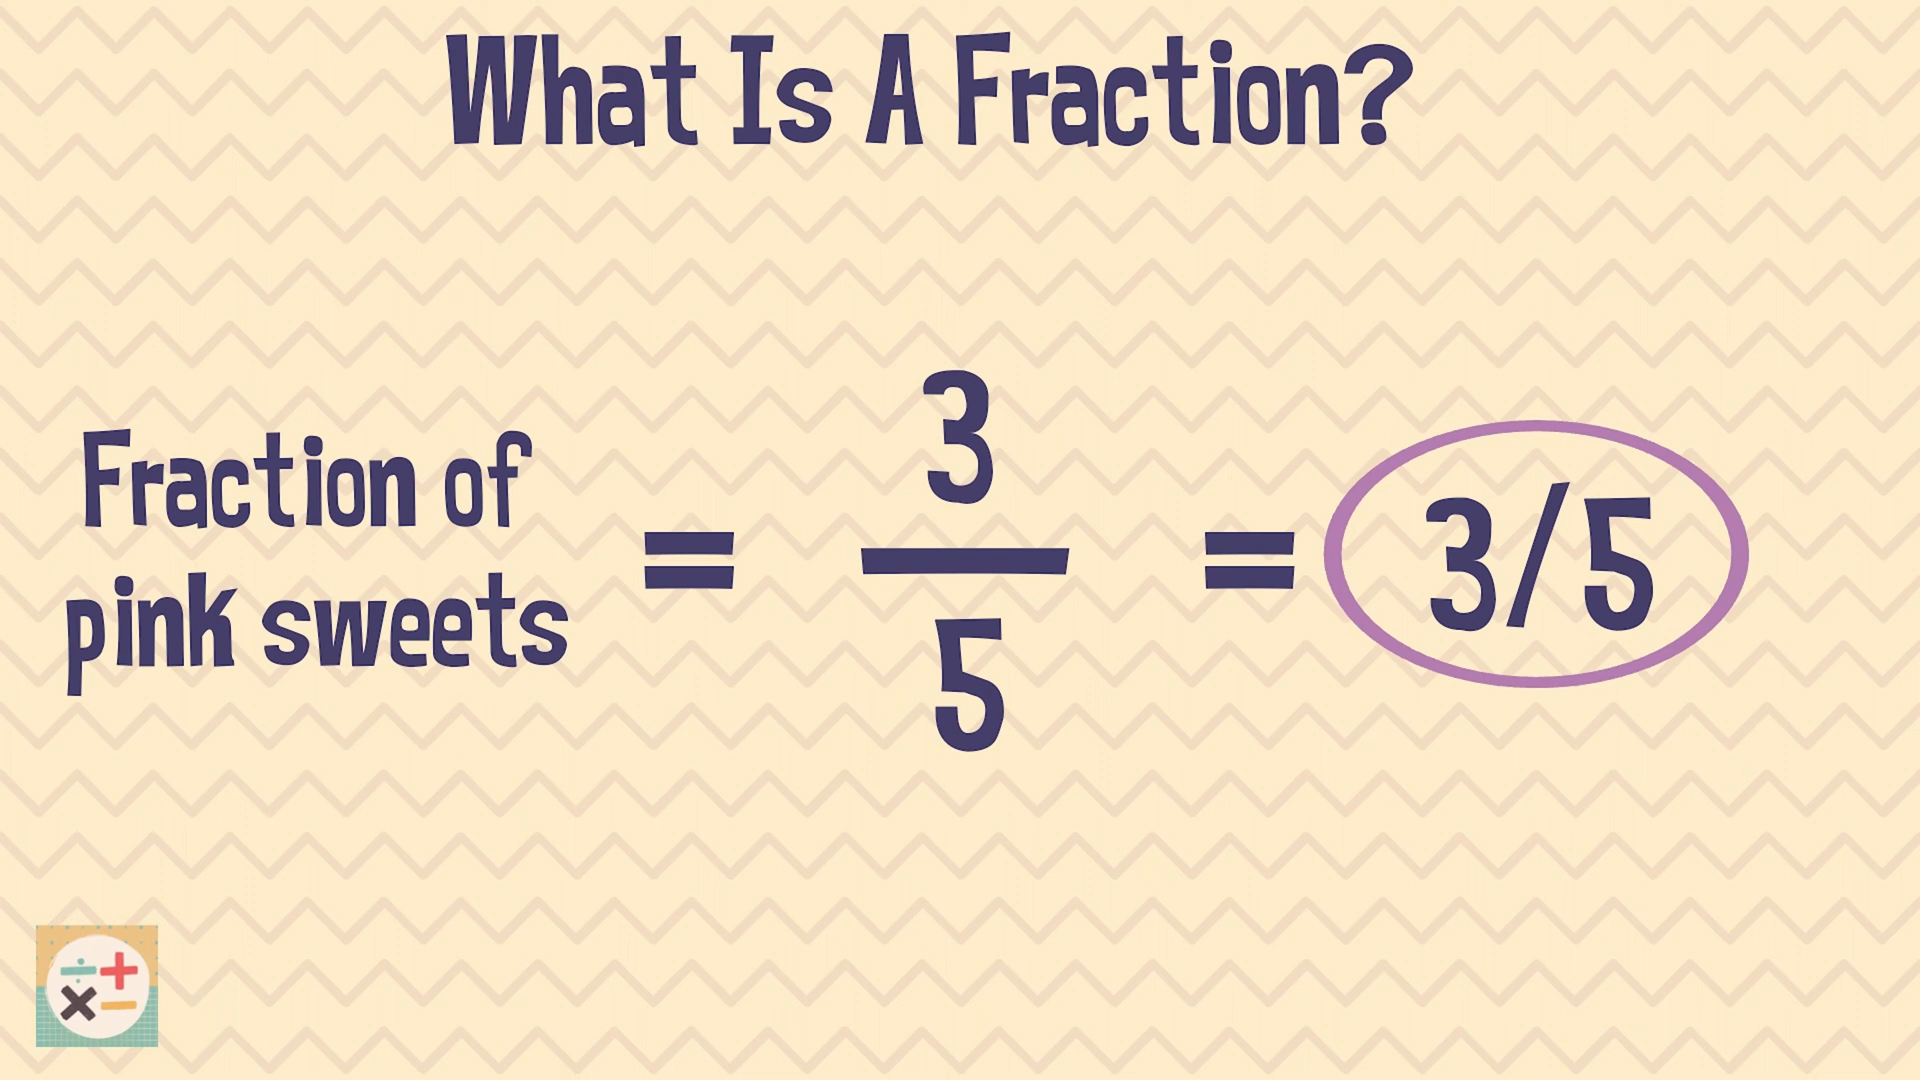 What Is A Fraction?
Fraction of
pink sweets
=
3
5
=
3/5